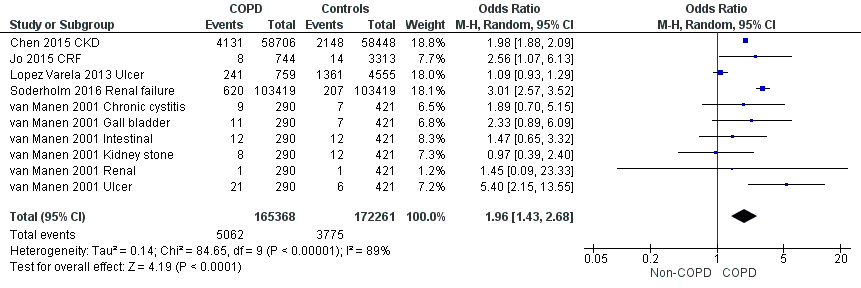 COPD Controls Odds Ratio Odds Ratio
Study or Subgroup Events Total Events Total Weight M-H, Random, 95% CI M-H, Random, 95% CI
Chen 2015 CKD 4131 58706 2148 58448 18.8% 1.98 [1.88, 2.09]
Jo 2015 CRF 8 744 14 3313 7.7% 2.56 [1.07, 6.13]
Lopez Varela 2013 Ulcer 241 759 1361 4555 18.2% 1.09 [0.93, 1.29]
Soderholm 2016 Renal failure 620 103419 207 103419 18.1% 3.01 [2.57, 3.52]
van Manen 2001 Chronic cystitis 9 290 7 421 6.8% 1.89 [0.70, 5.15]
van Manen 2001 Gall bladder 11 290 7 421 7.0% 2.33 [0.89, 6.09]
van Manen 2001 Intestinal 12 290 12 421 8.4% 1.47 [0.65, 3.32]
van Manen 2001 Kidney stone 8 290 12 421 7.4% 0.97 [0.39, 2.40]
van Manen 2001 Renal 1 290 1 421 1.3% 1.45 [0.09, 23.33]
van Manen 2001 Ulcer 21 290 6 421 7.2% 5.40 [2.15, 13.55]
Total (95% CI) 165368 172261 100.0% 1.96 [1.43, 2.68]
Total events 5062 3775
Heterogeneity: Tau² = 0.14; Chi² = 84.65, df = 9 (P < 0.00001); I² = 89%
Test for overall effect: Z = 4.19 (P < 0.0001)
0.05 0.2 1 5 20
Non-COPD COPD